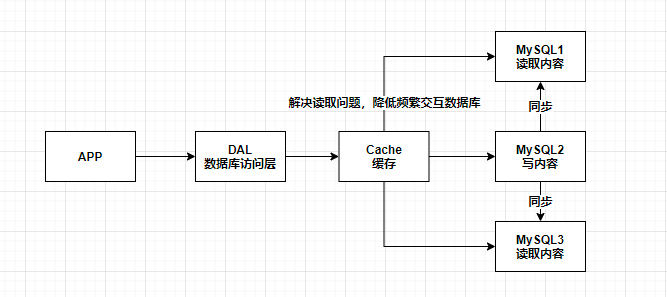 MySQL1
读取内容
解决读取问题，降低频繁交互数据库
同步
APP
DAL
数据库访问层
Cache
缓存
MySQL2
写内容
同步
MySQL3
读取内容